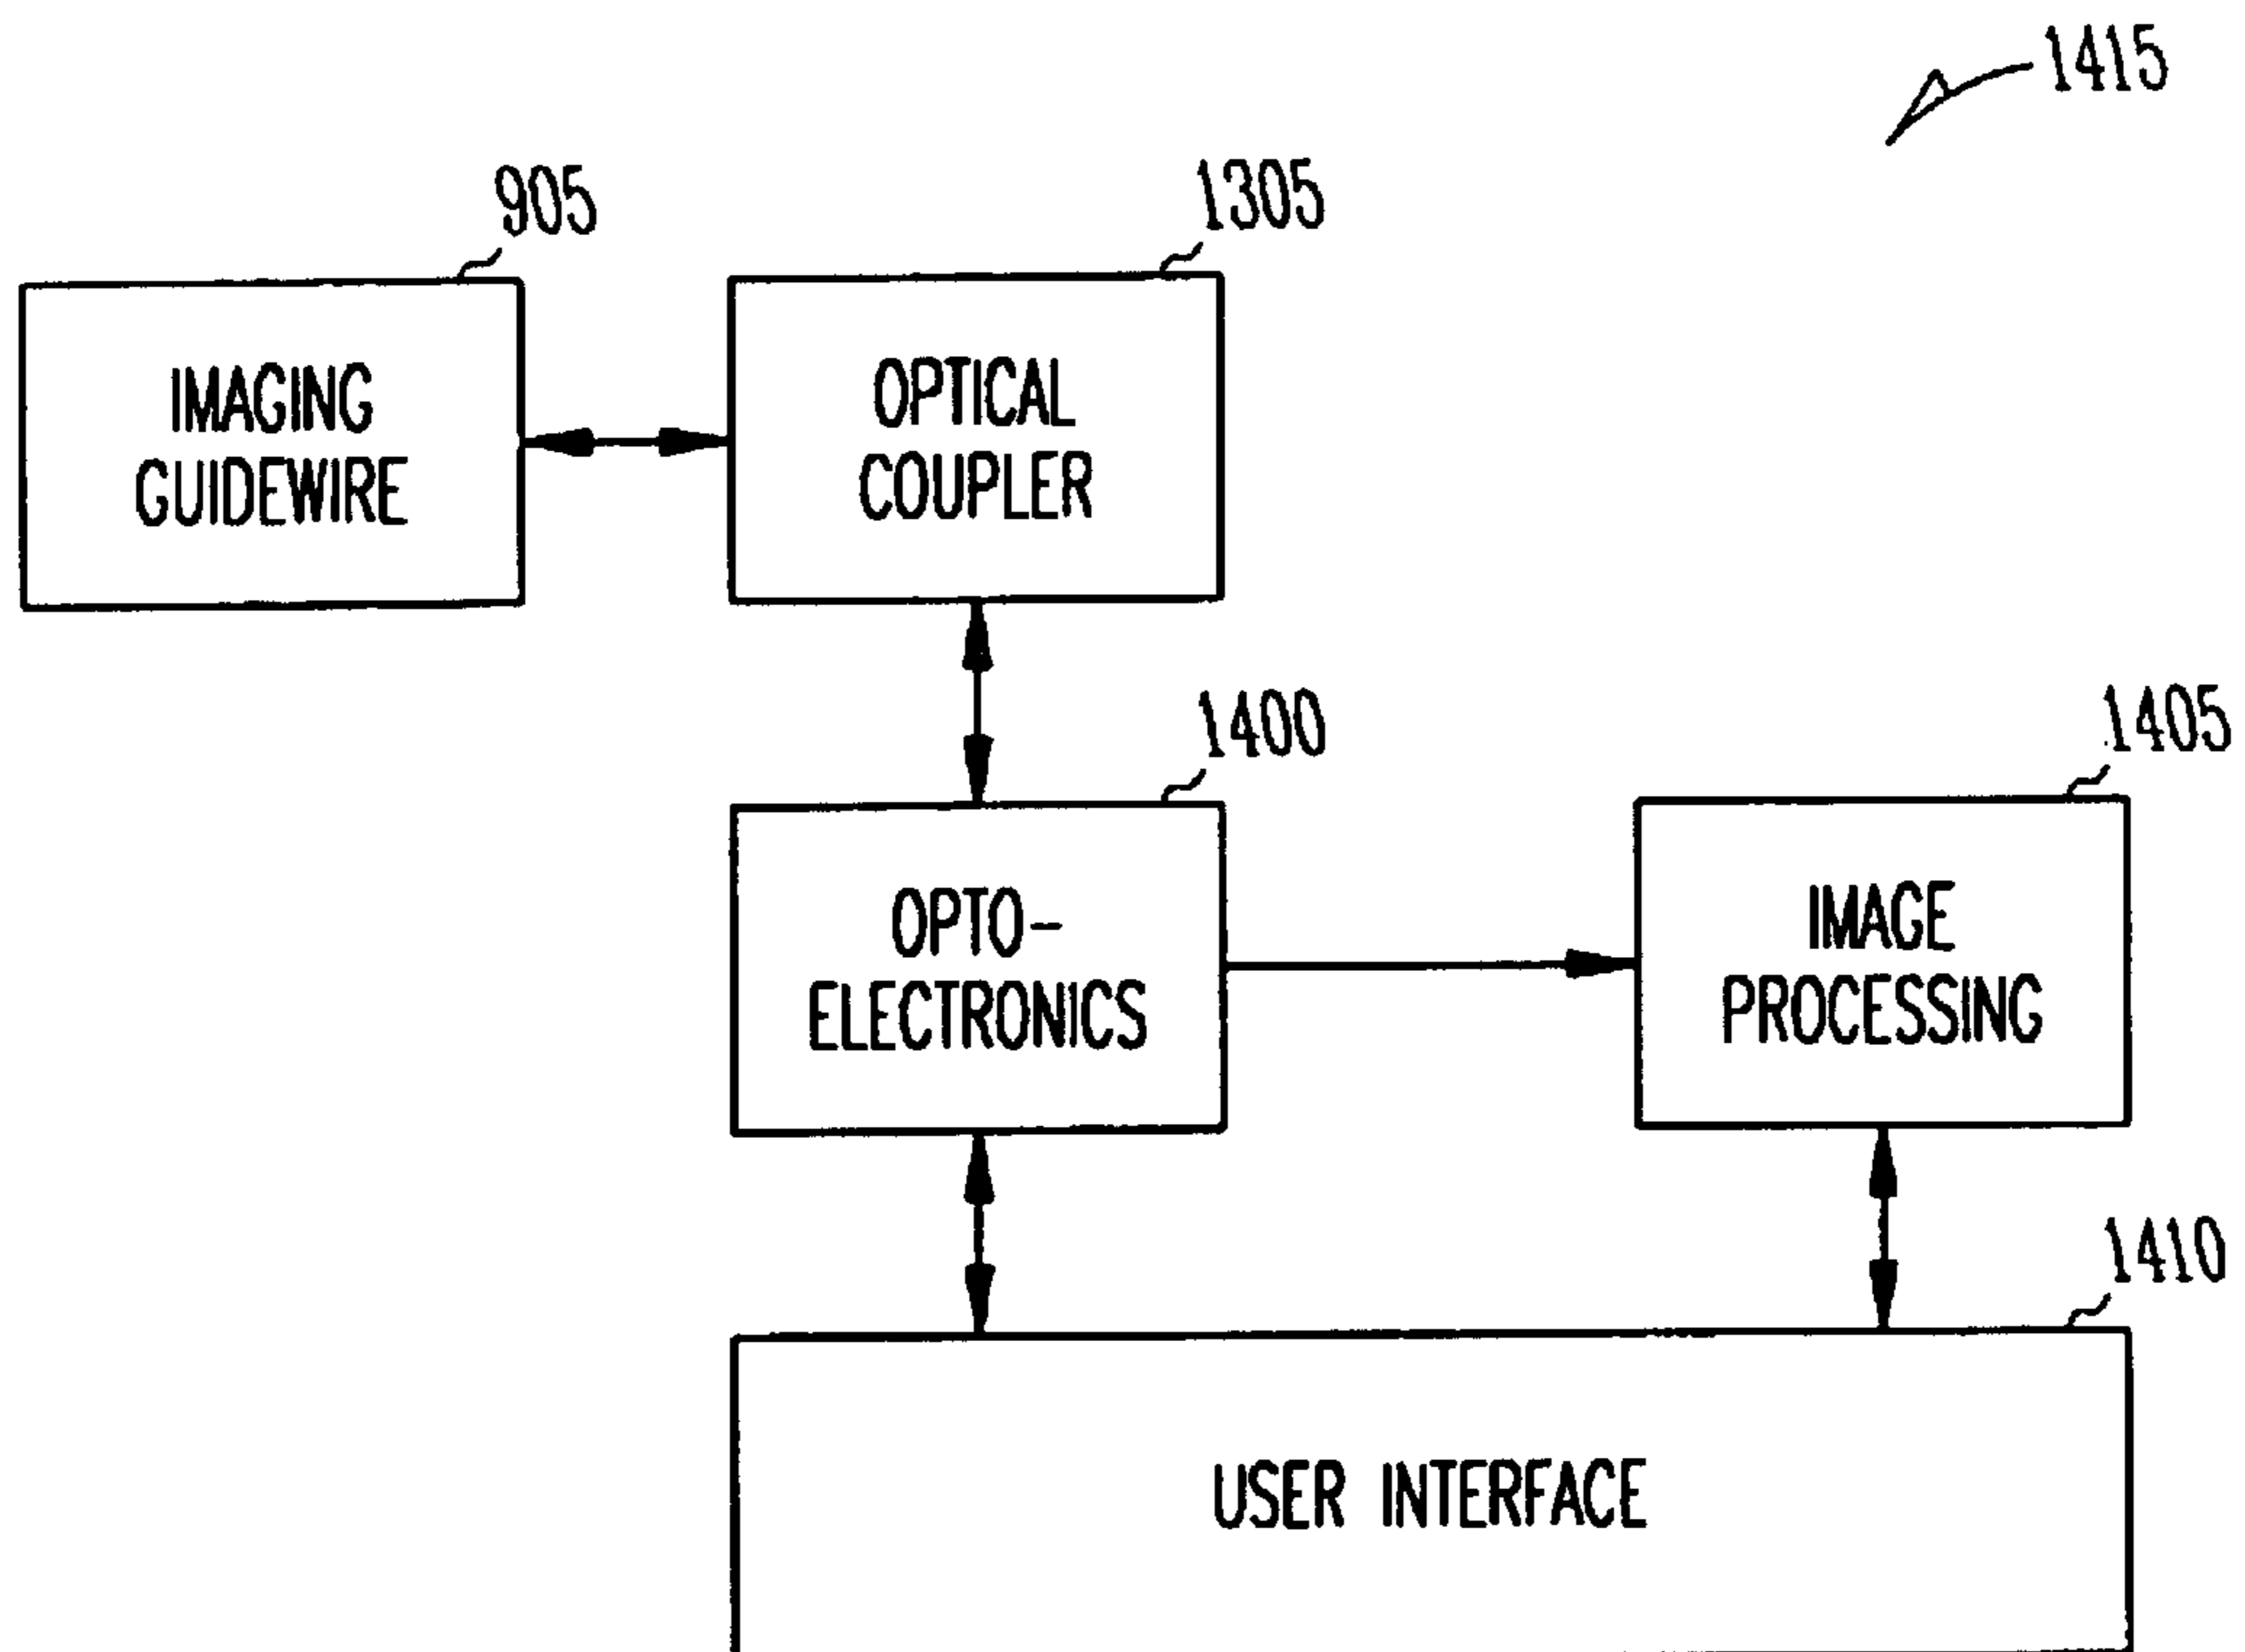 1415
905
1305
IMAGING
GUIDEWIRE
OPTICAL
COUPLER
1400
1405
OPTO-
ELECTRONICS
IMAGE
PROCESSING
1410
USER INTERFACE